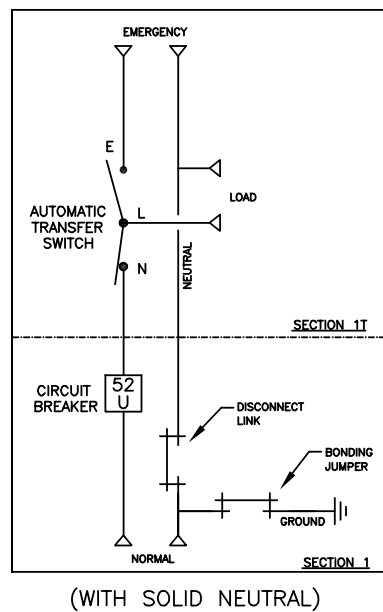 EMERGENCY
E
AUTOMATIC
TRANSFER
SWITCH
L
LOAD
N
NEUTRAL
SECTION 1T
CIRCUIT
BREAKER
52
U
DISCONNECT
LINK
BONDING
JUMPER
GROUND
NORMAL
SECTION 1
(WITH SOLID NEUTRAL)